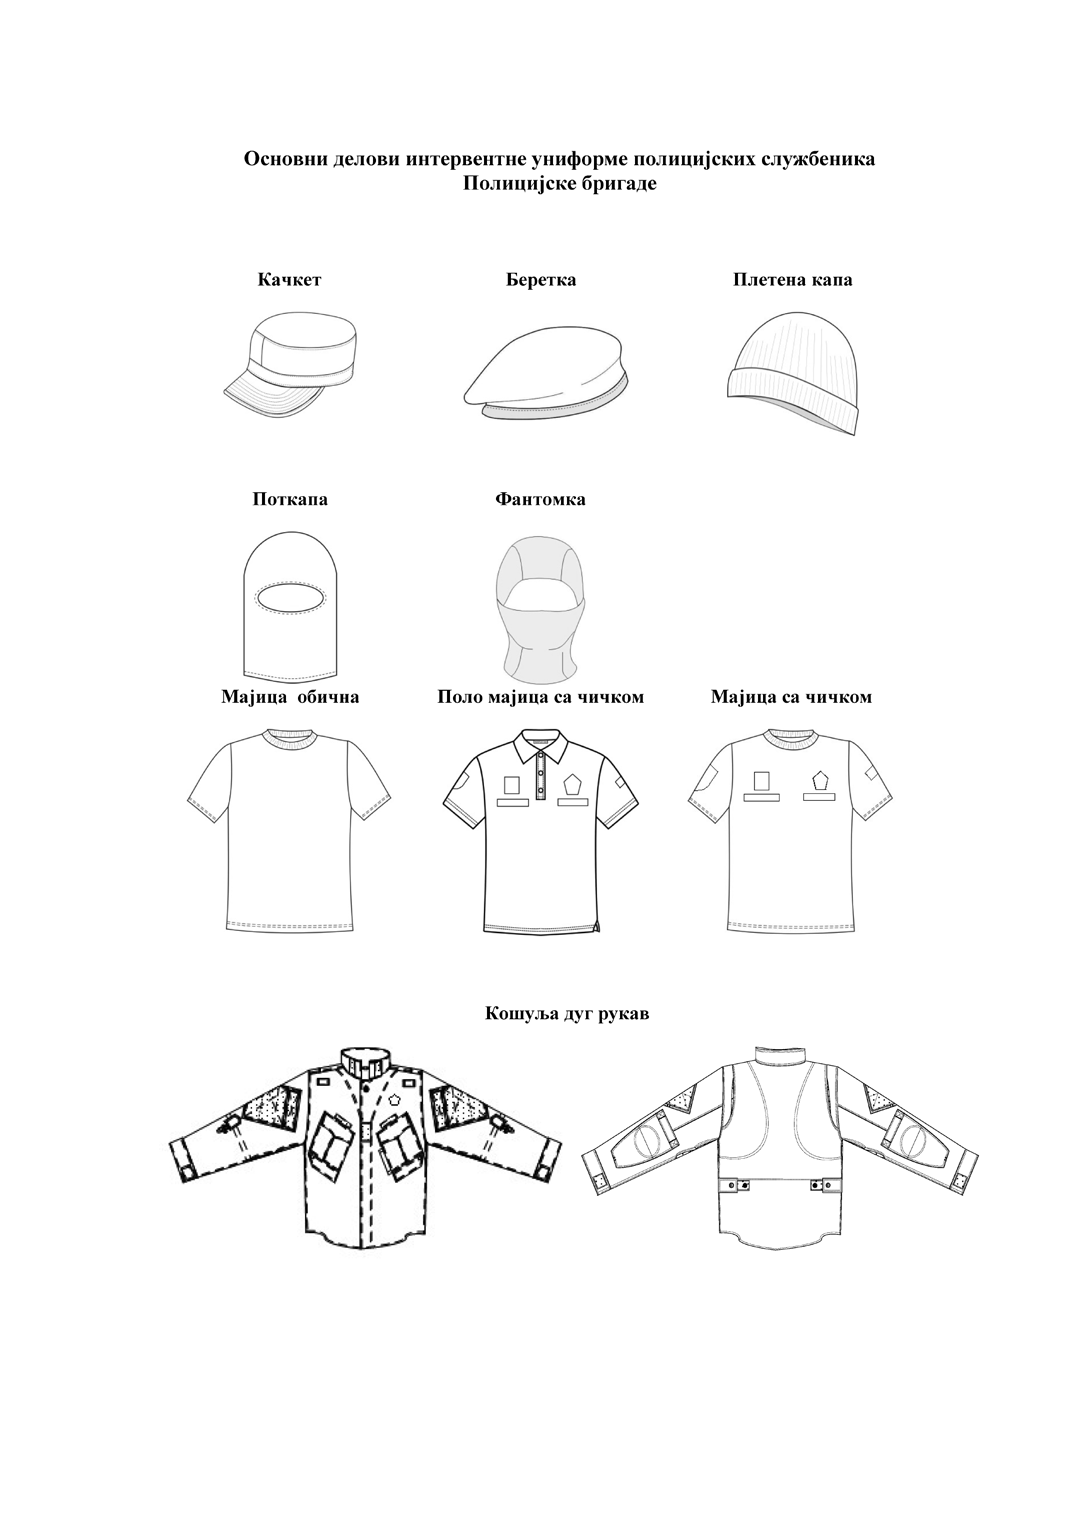 Основни делови интервентне униформе полицијских службеника
Полицијске бригаде
Качкет
Беретка
Плетена капа
Поткапа
Фантомка
Мајица  обична
Поло мајица са чичком
Мајица са чичком
Кошуља дуг рукав